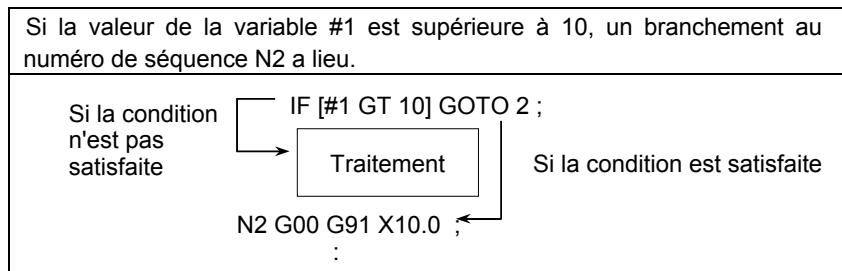 Si la valeur de la variable #1 est supérieure à 10, un branchement au
numéro de séquence N2 a lieu.
Si la condition
n'est pas
satisfaite
IF [#1 GT 10] GOTO 2 ;
Traitement
Si la condition est satisfaite
N2 G00 G91 X10.0 ;
: